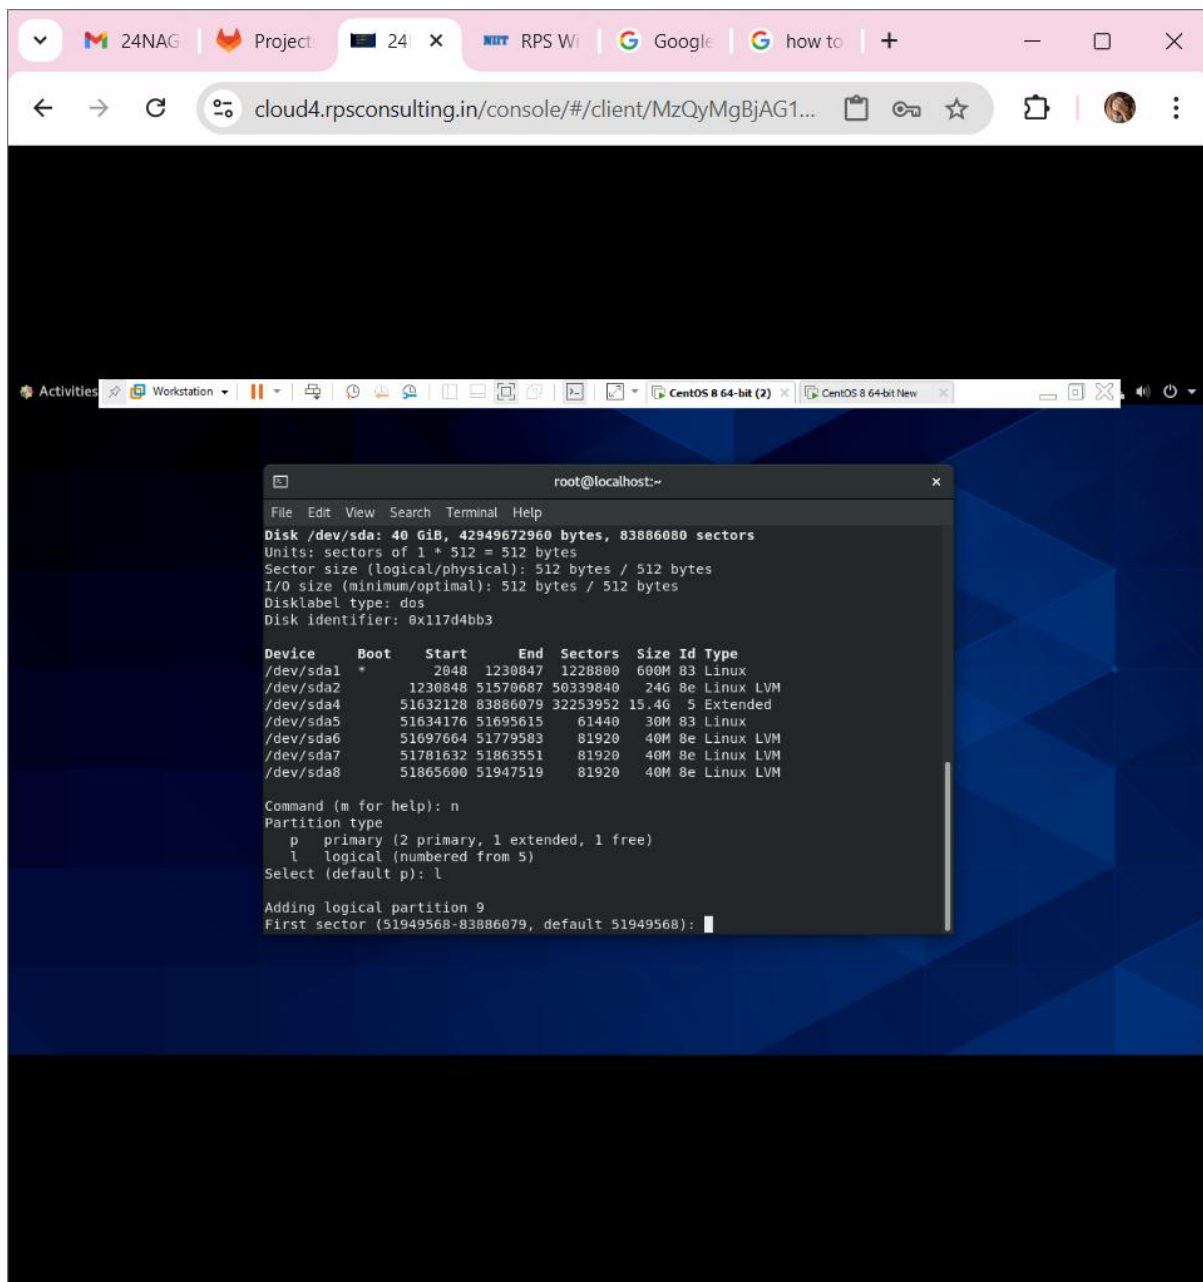 24NAG
Project
24
NIIT RPS Wi
Google
how to
cloud4.rpsconsulting.in/console/#/client/MzQyMgBjAG1...
Activities
Workstation
CentOS 8 64-bit (2)
CentOS 8 64-bit New
root@localhost:~
File Edit View Search Terminal Help
Disk /dev/sda: 40 GiB, 42949672960 bytes, 83886080 sectors
Units: sectors of 1 * 512 = 512 bytes
Sector size (logical/physical): 512 bytes / 512 bytes
I/O size (minimum/optimal): 512 bytes / 512 bytes
Disklabel type: dos
Disk identifier: 0x117d4bb3
Device Boot Start End Sectors Size Id Type
/dev/sda1 * 2048 1230847 1228800 600M 83 Linux
/dev/sda2 1230848 51570687 50339840 24G 8e Linux LVM
/dev/sda4 51632128 83886079 32253952 15.4G 5 Extended
/dev/sda5 51634176 51695615 61440 30M 83 Linux
/dev/sda6 51697664 51779583 81920 40M 8e Linux LVM
/dev/sda7 51781632 51863551 81920 40M 8e Linux LVM
/dev/sda8 51865600 51947519 81920 40M 8e Linux LVM
Command (m for help): n
Partition type
p primary (2 primary, 1 extended, 1 free)
l logical (numbered from 5)
Select (default p): l
Adding logical partition 9
First sector (51949568-83886079, default 51949568):